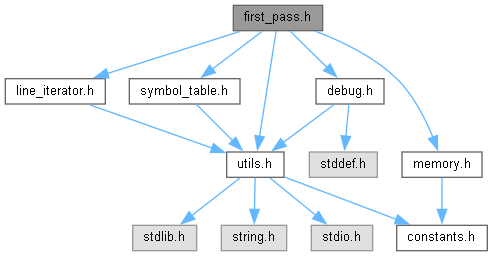 first_pass.h
line_iterator.h
symbol_table.h
debug.h
utils.h
stddef.h
memory.h
stdlib.h
string.h
stdio.h
constants.h